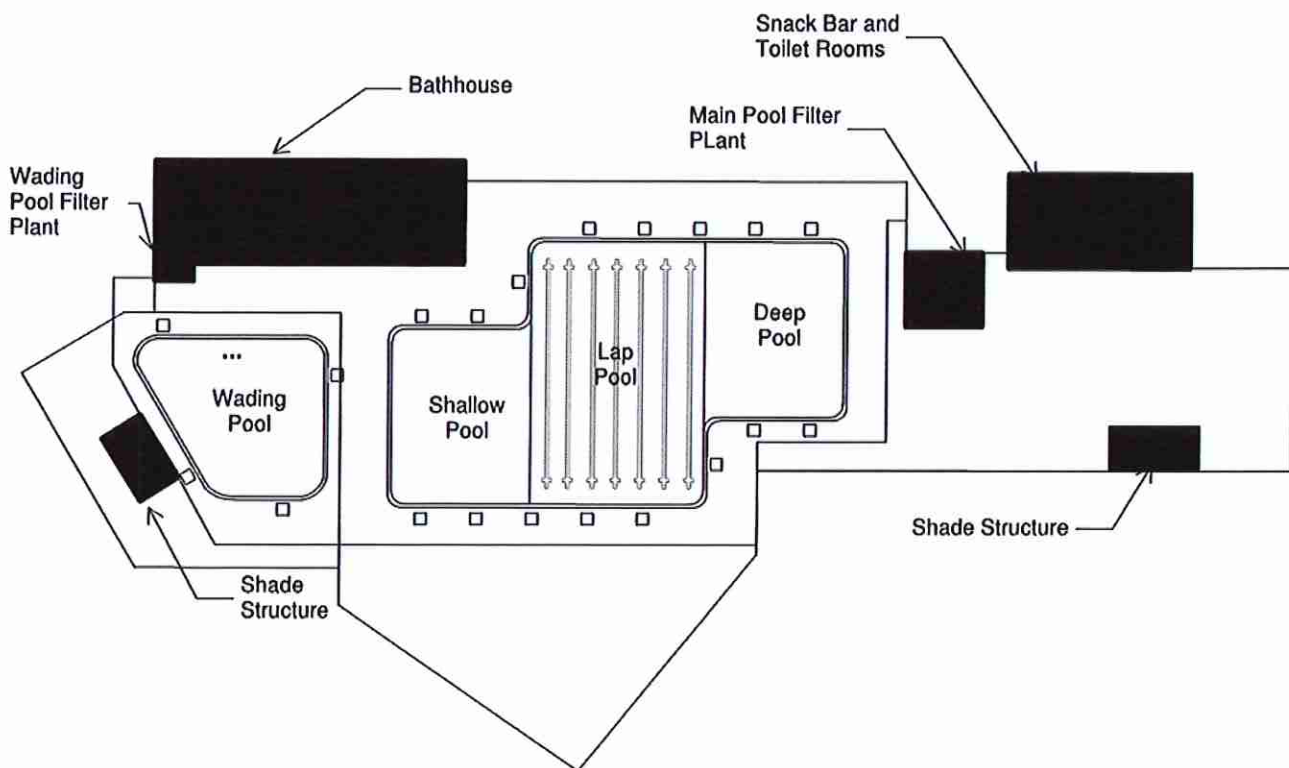 Snack Bar and
Toilet Rooms
Bathhouse
Main Pool Filter
PLant
Wading
Pool Filter
Plant
Deep
Pool
Lap
Pool
Wading
Pool
Shallow
Pool
Shade Structure
Shade
Structure